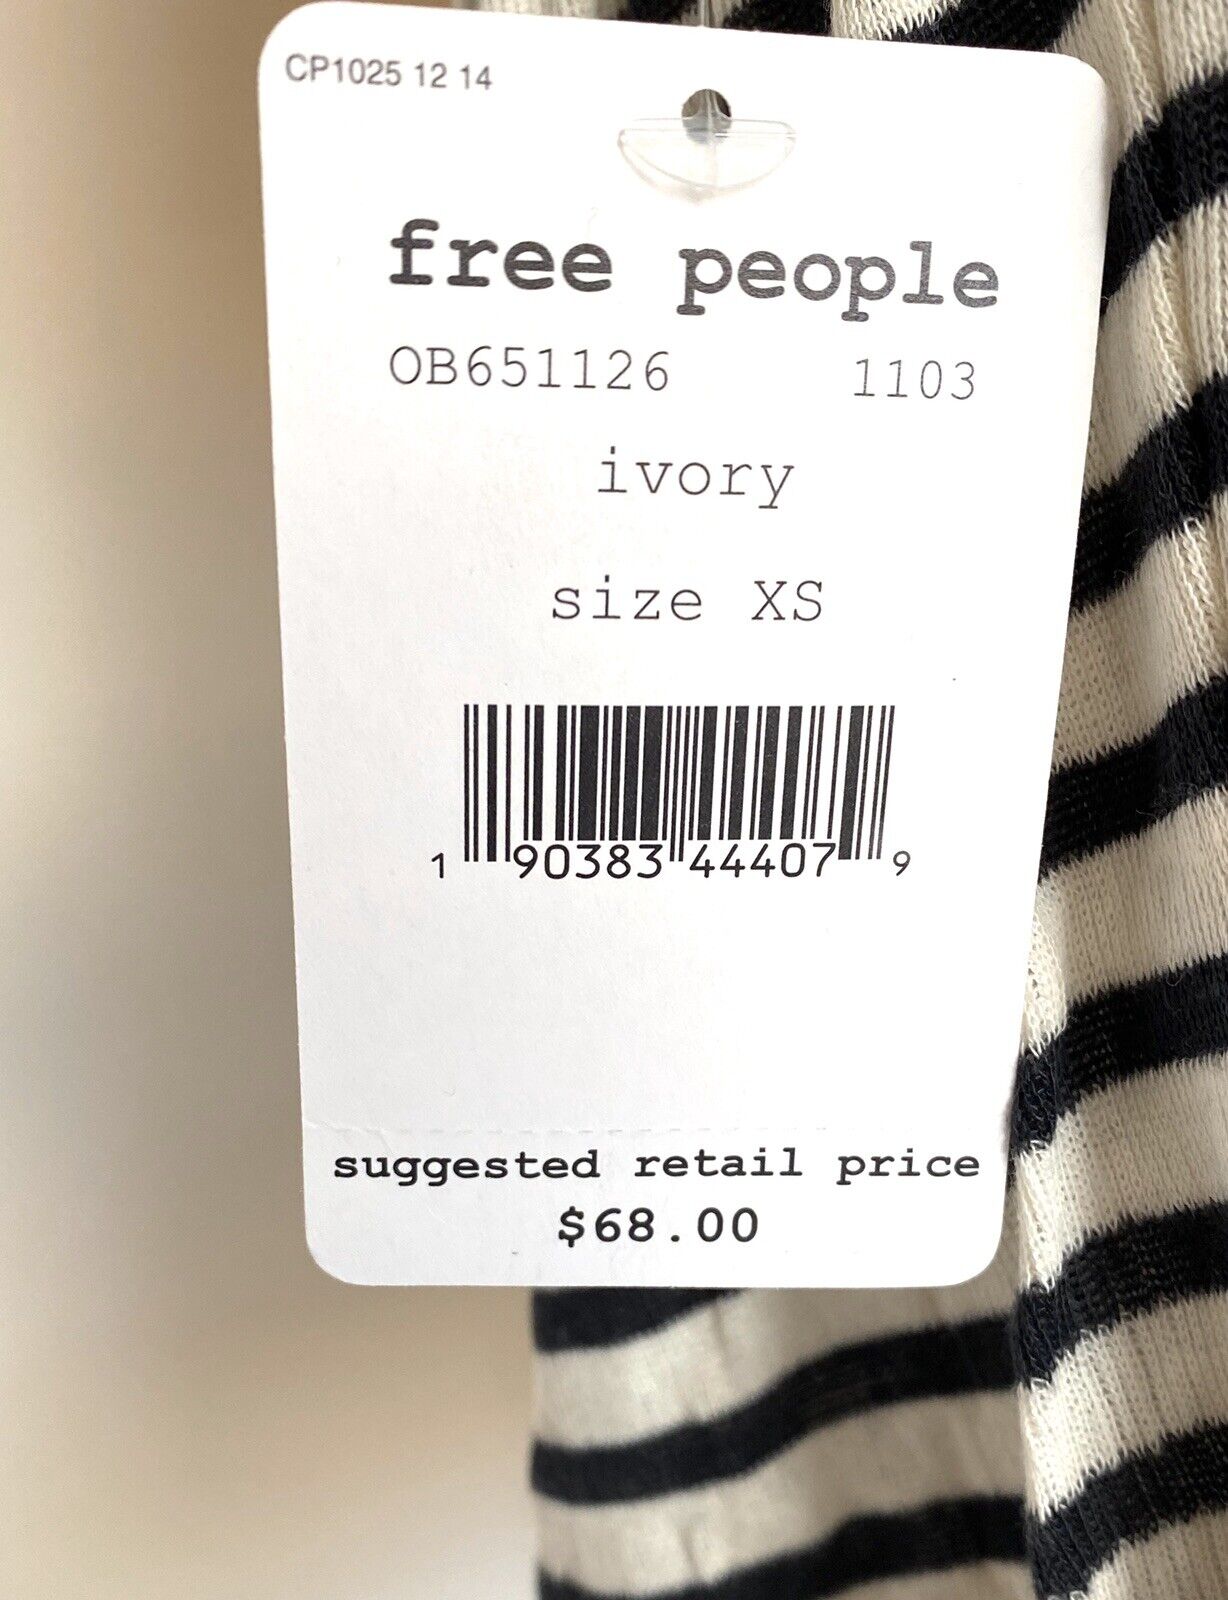 CP1025 12 14
free people
OB651126 1103
ivory
size XS
1 90383 44407 9
suggested retail price
$68.00